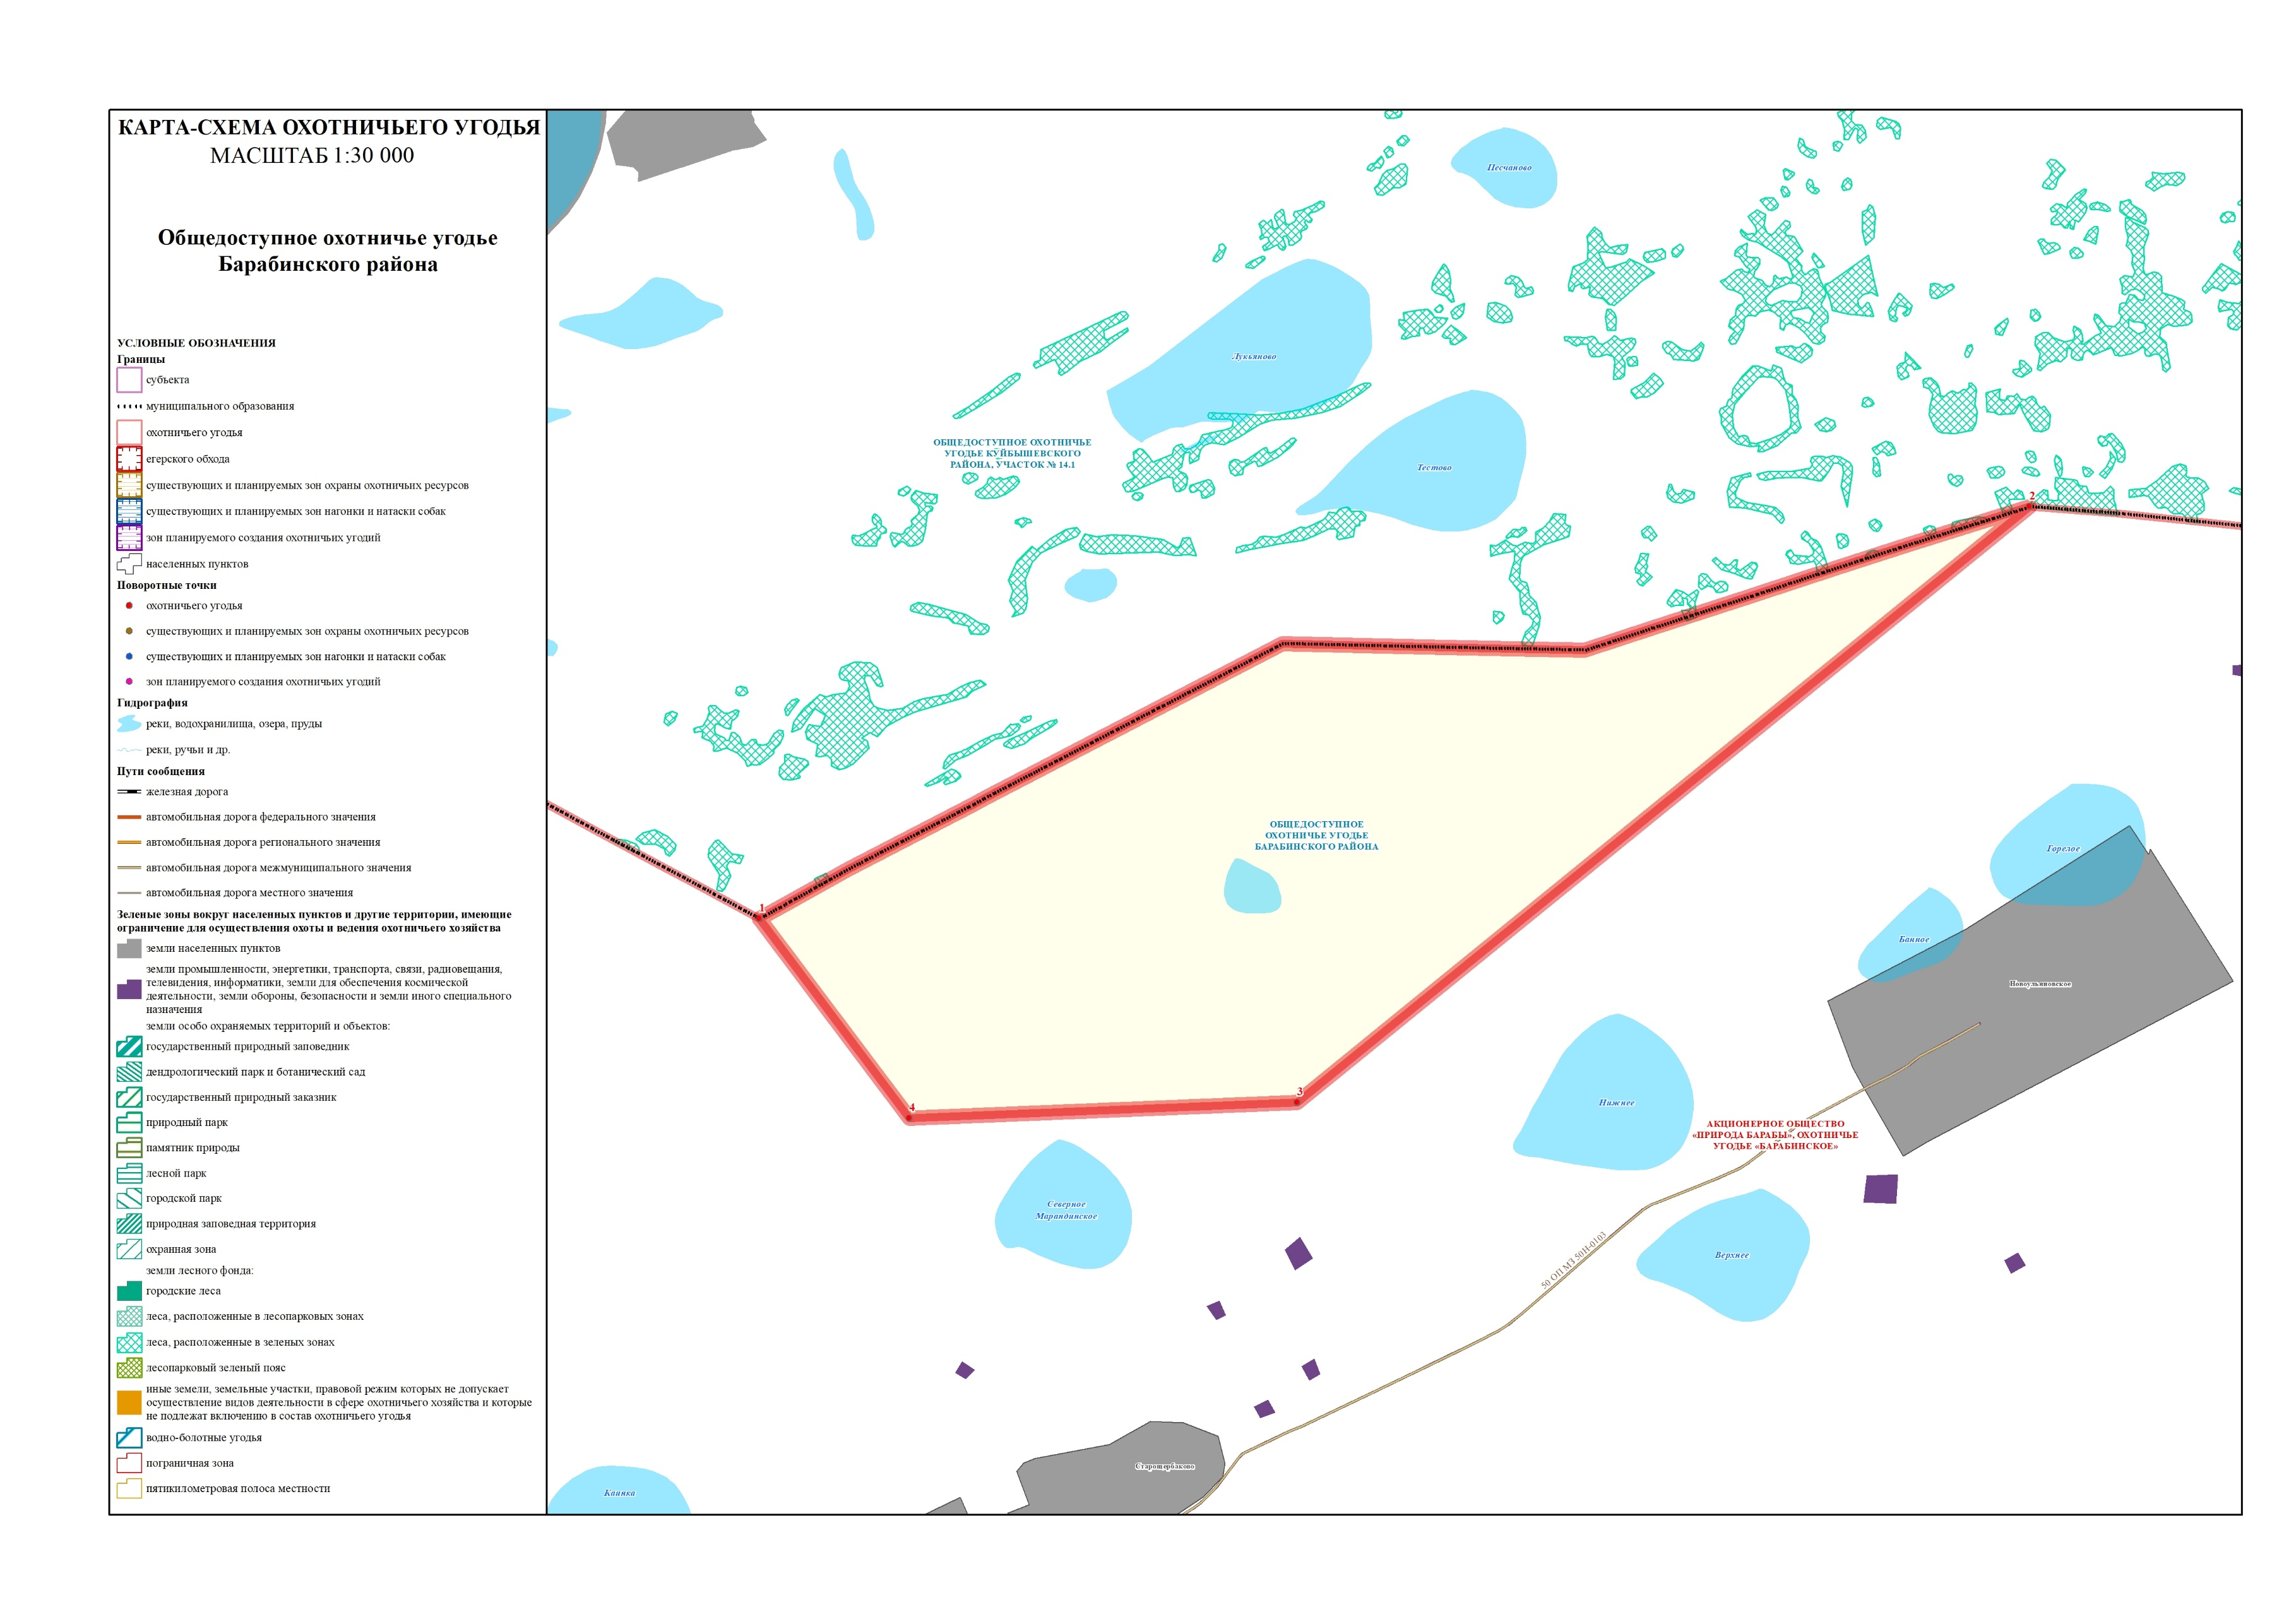 КАРТА-СХЕМА ОХОТНИЧЬЕГО УГОДЬЯ
МАСШТАБ 1:30 000
Общедоступное охотничье угодье
Барабинского района
УСЛОВНЫЕ ОБОЗНАЧЕНИЯ
Границы
субъекта
муниципального образования
охотничьего угодья
егерского обхода
существующих и планируемых зон охраны охотничьих ресурсов
существующих и планируемых зон нагонки и натаски собак
зон планируемого создания охотничьих угодий
населенных пунктов
Поворотные точки
охотничьего угодья
существующих и планируемых зон охраны охотничьих ресурсов
существующих и планируемых зон нагонки и натаски собак
зон планируемого создания охотничьих угодий
Гидрография
реки, водохранилища, озера, пруды
реки, ручьи и др.
Пути сообщения
железная дорога
автомобильная дорога федерального значения
автомобильная дорога регионального значения
автомобильная дорога межмуниципального значения
автомобильная дорога местного значения
Зеленые зоны вокруг населенных пунктов и другие территории, имеющие
ограничение для осуществления охоты и ведения охотничьего хозяйства
земли населенных пунктов
земли промышленности, энергетики, транспорта, связи, радиовещания,
телевидения, информатики, земли для обеспечения космической
деятельности, земли обороны, безопасности и земли иного специального
назначения
земли особо охраняемых территорий и объектов:
государственный природный заповедник
дендрологический парк и ботанический сад
государственный природный заказник
природный парк
памятник природы
лесной парк
городской парк
природная заповедная территория
охранная зона
земли лесного фонда:
городские леса
леса, расположенные в лесопарковых зонах
леса, расположенные в зеленых зонах
лесопарковый зеленый пояс
иные земли, земельные участки, правовой режим которых не допускает
осуществление видов деятельности в сфере охотничьего хозяйства и которые
не подлежат включению в состав охотничьего угодья
водно-болотные угодья
пограничная зона
пятикилометровая полоса местности
Песчаново
Лукьяново
ОБЩЕДОСТУПНОЕ ОХОТНИЧЬЕ
УГОДЬЕ КУЙБЫШЕВСКОГО
РАЙОНА, УЧАСТОК № 14.1
Тестово
2
ОБЩЕДОСТУПНОЕ
ОХОТНИЧЬЕ УГОДЬЕ
БАРАБИНСКОГО РАЙОНА
Горелое
1
Банное
Новоульяновское
3
4
Нижнее
АКЦИОНЕРНОЕ ОБЩЕСТВО
«ПРИРОДА БАРАБЫ», ОХОТНИЧЬЕ
УГОДЬЕ «БАРАБИНСКОЕ»
Северное
Марандинское
Верхнее
50 ОП МЗ 50Н-0103
Старощербаково
Каинка